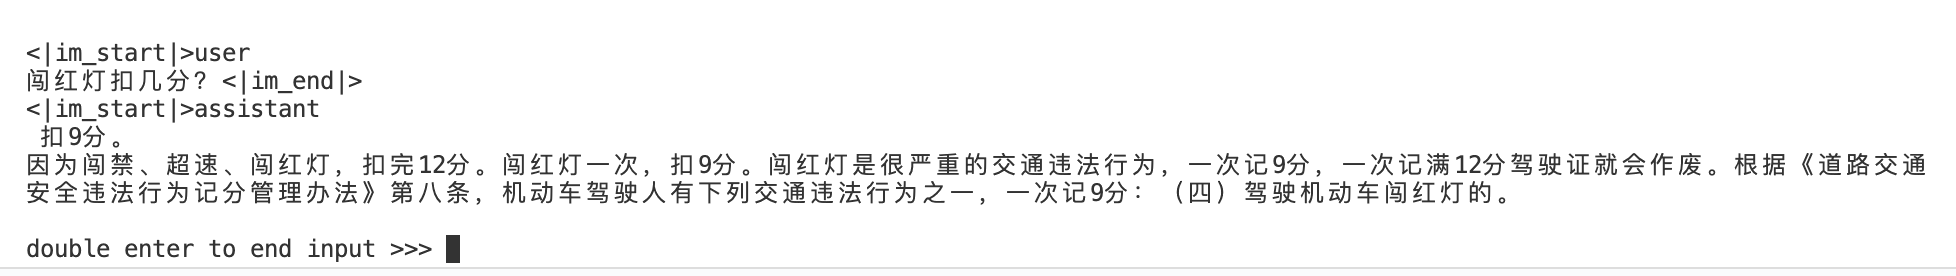 <|im_start|>user
闯红灯扣几分？<|im_end|>
<|im_start|>assistant
扣9分。
因为闯禁、超速、闯红灯，扣完12分。闯红灯一次，扣9分。闯红灯是很严重的交通违法行为，一次记9分，一次记满12分驾驶证就会作废。根据《道路交通
安全违法行为记分管理办法》第八条，机动车驾驶人有下列交通违法行为之一，一次记9分：（四）驾驶机动车闯红灯的。
double enter to end input >>>